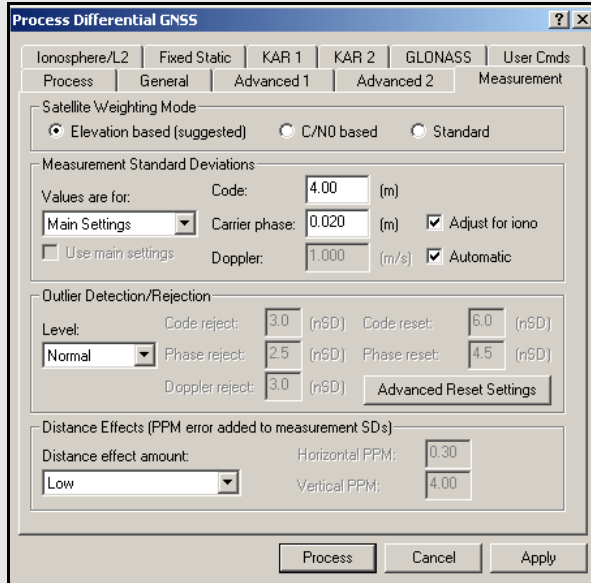 Process Differential GNSS
Ionosphere/L2 Fixed Static KAR 1 KAR 2 GLONASS User Cmds
Process General Advanced 1 Advanced 2 Measurement
Satellite Weighting Mode
Elevation based (suggested) C/N0 based Standard
Measurement Standard Deviations
Values are for: Code: 4.00 (m)
Main Settings Carrier phase: 0.020 (m) Adjust for iono
Use main settings Doppler: 1.000 (m/s) Automatic
Outlier Detection/Rejection
Level: Code reject: 3.0 (nSD) Code reset: 6.0 (nSD)
Normal Phase reject: 2.5 (nSD) Phase reset: 4.5 (nSD)
Doppler reject: 3.0 (nSD) Advanced Reset Settings
Distance Effects (PPM error added to measurement SDs)
Distance effect amount: Horizontal PPM: 0.30
Low Vertical PPM: 4.00
Process Cancel Apply